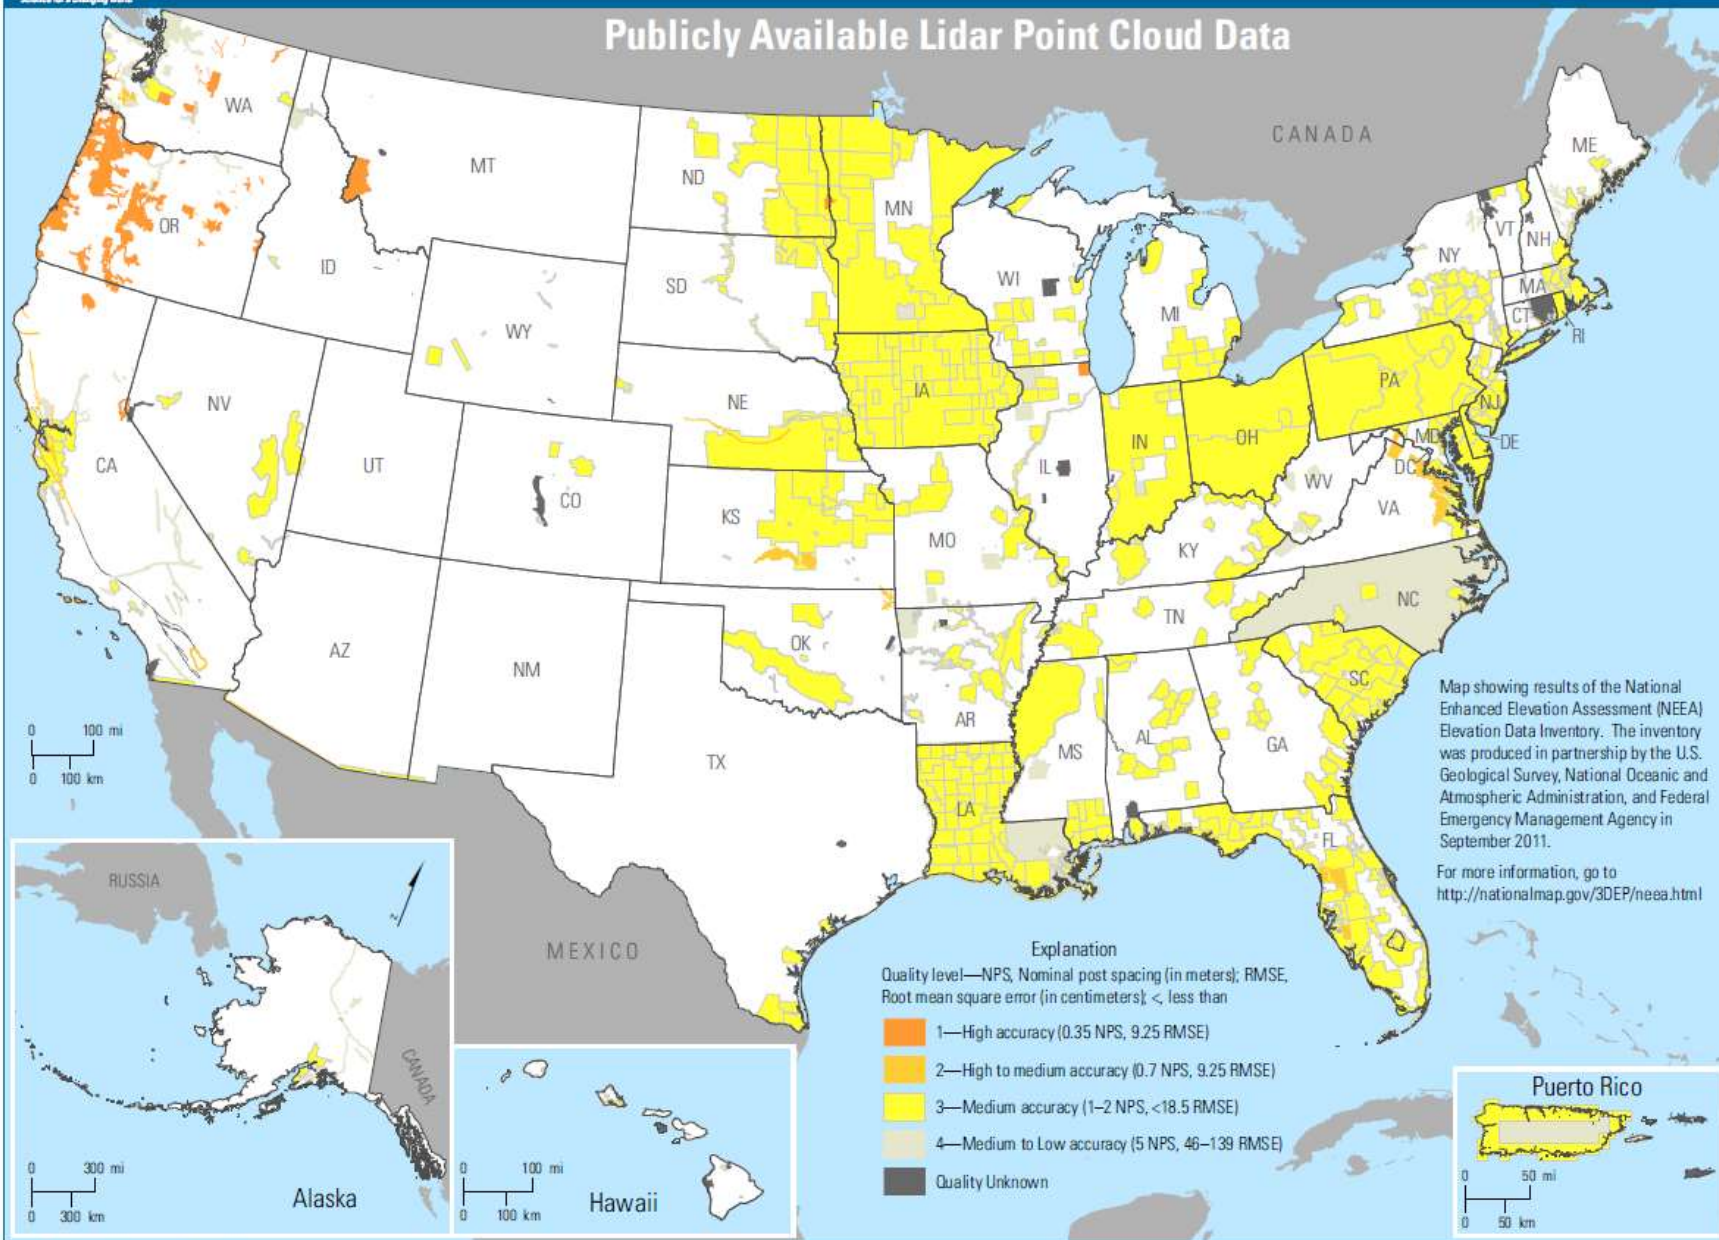 Publicly Available Lidar Point Cloud Data
CANADA
WA
MT
ND
MN
ME
OR
ID
SD
WI
MI
NY
VT
NH
MA
CT
RI
WY
NV
NE
IA
PA
NJ
CA
UT
CO
KS
MO
IL
IN
OH
MD
DE
DC
WV
VA
KY
AZ
NM
OK
AR
TN
NC
SC
TX
LA
MS
AL
GA
FL
0 100 mi
0 100 km
MEXICO
Map showing results of the National
Enhanced Elevation Assessment (NEEA)
Elevation Data Inventory. The inventory
was produced in partnership by the U.S.
Geological Survey, National Oceanic and
Atmospheric Administration, and Federal
Emergency Management Agency in
September 2011.
For more information, go to
http://nationalmap.gov/3DEP/neea.html
RUSSIA
CANADA
0 300 mi
0 300 km
Alaska
0 100 mi
0 100 km
Hawaii
Explanation
Quality level—NPS, Nominal post spacing (in meters); RMSE,
Root mean square error (in centimeters); <, less than
1—High accuracy (0.35 NPS, 9.25 RMSE)
2—High to medium accuracy (0.7 NPS, 9.25 RMSE)
3—Medium accuracy (1–2 NPS, <18.5 RMSE)
4—Medium to Low accuracy (5 NPS, 46–139 RMSE)
Quality Unknown
Puerto Rico
0 50 mi
0 50 km